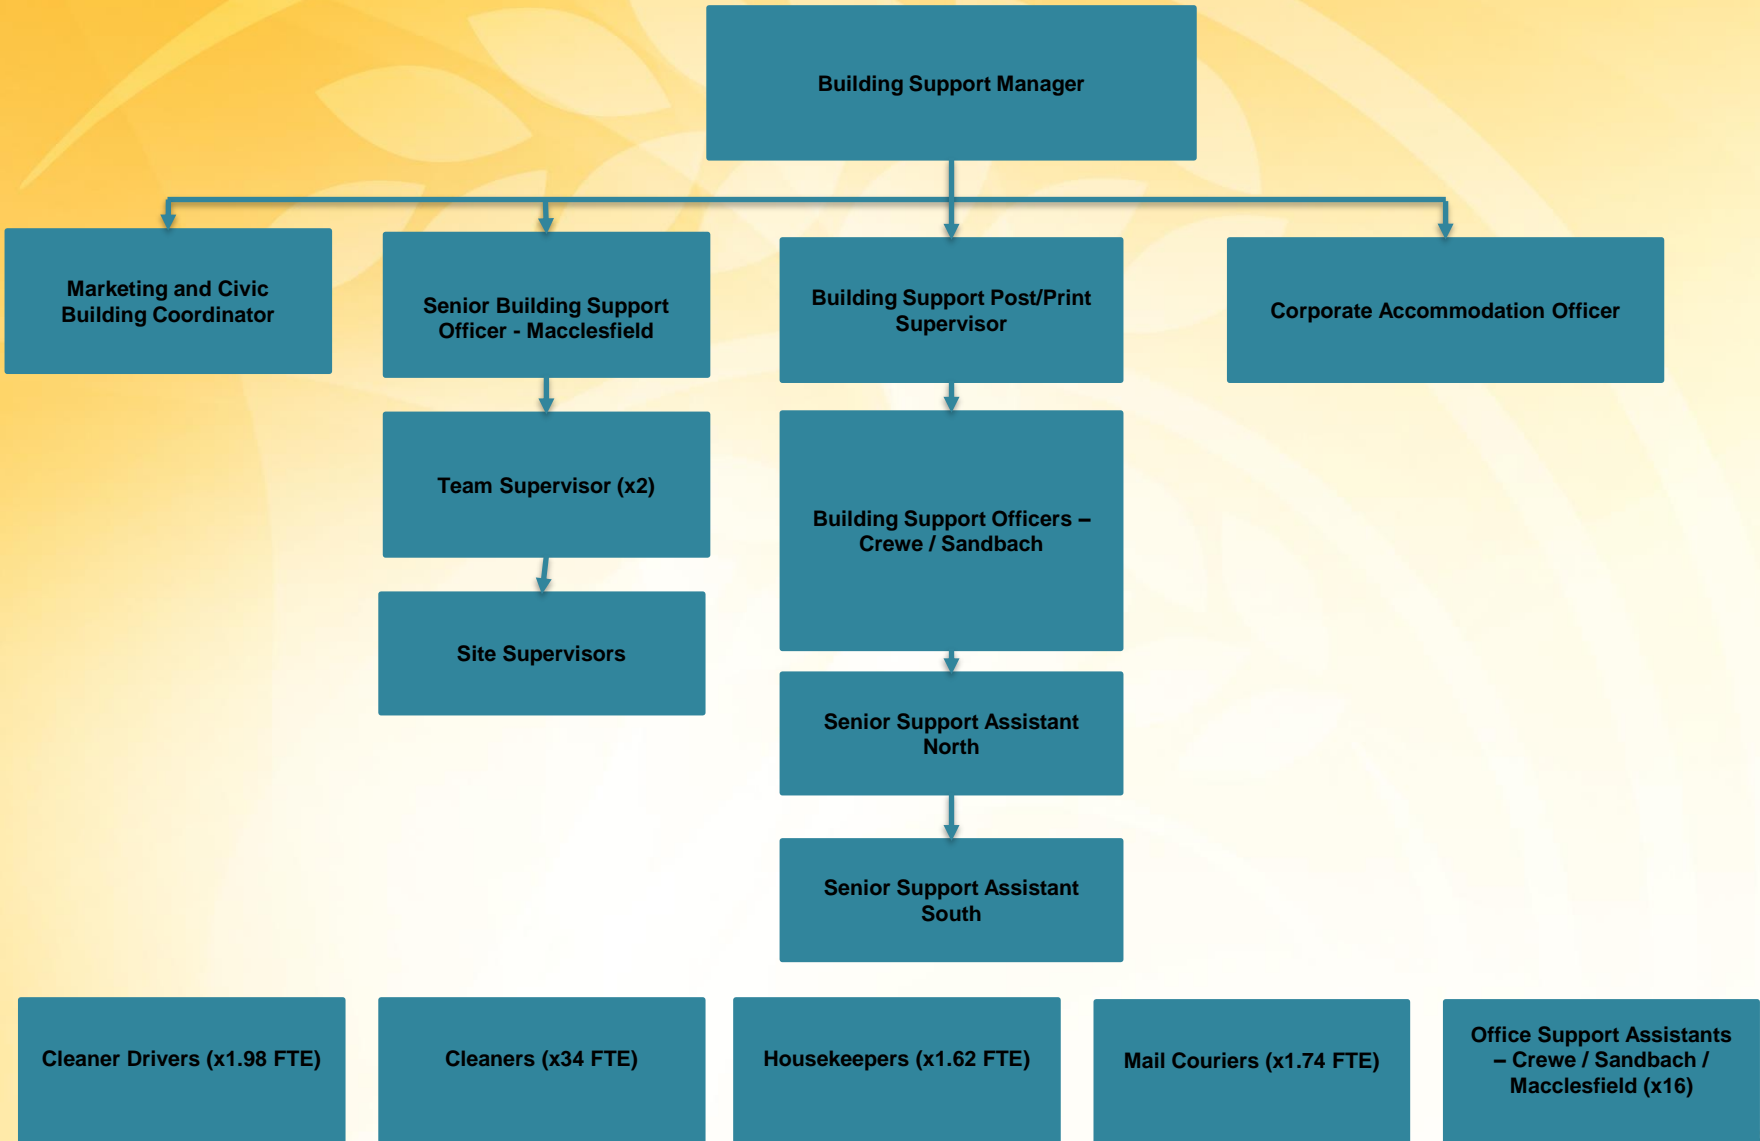 Building Support Manager
Marketing and Civic
Building Coordinator
Senior Building Support
Officer - Macclesfield
Building Support Post/Print
Supervisor
Corporate Accommodation Officer
Team Supervisor (x2)
Building Support Officers –
Crewe / Sandbach
Site Supervisors
Senior Support Assistant
North
Senior Support Assistant
South
Cleaner Drivers (x1.98 FTE)
Cleaners (x34 FTE)
Housekeepers (x1.62 FTE)
Mail Couriers (x1.74 FTE)
Office Support Assistants
– Crewe / Sandbach /
Macclesfield (x16)